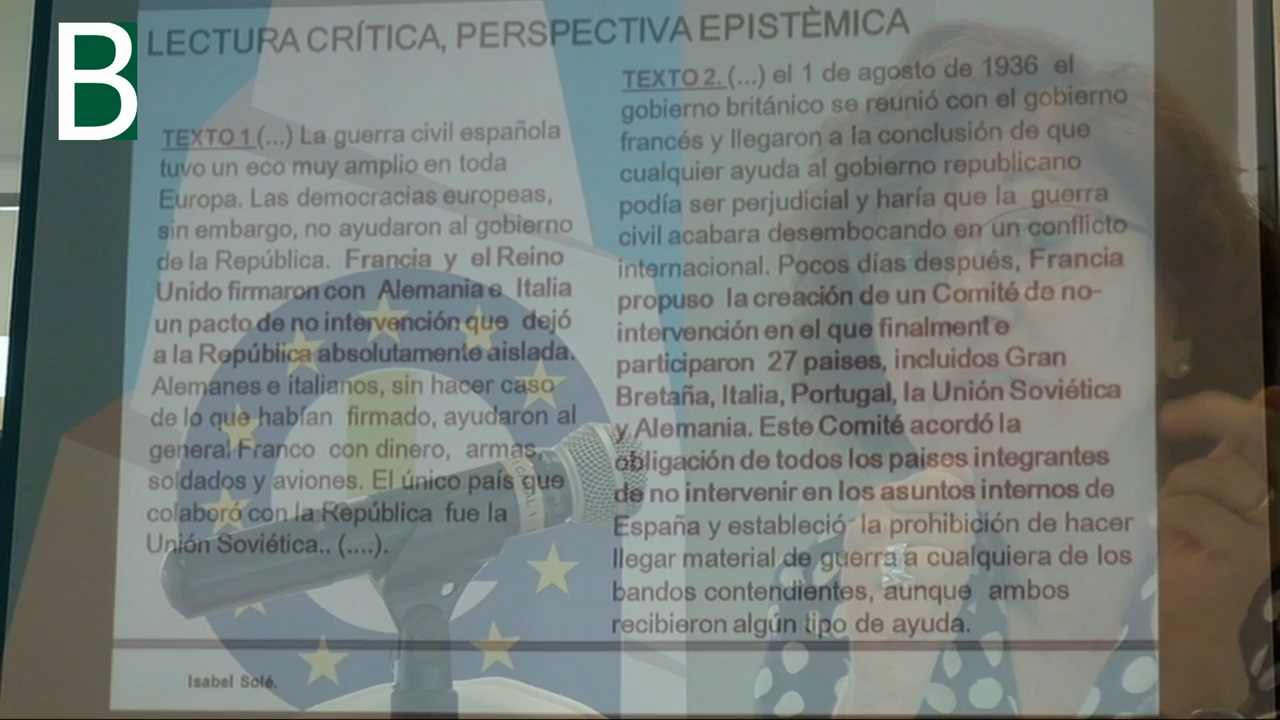 B
LECTURA CRÍTICA, PERSPECTIVA EPISTÈMICA
TEXTO 1 (...) La guerra civil española
tuvo un eco muy amplio en toda
Europa. Las democracias europeas,
sin embargo, no ayudaron al gobierno
de la República. Francia y el Reino
Unido firmaron con Alemania e Italia
un pacto de no intervención que dejó
a la República absolutamente aislada.
Alemanes e italianos, sin hacer caso
de lo que habían firmado, ayudaron al
general Franco con dinero, armas,
soldados y aviones. El único país que
colaboró con la República fue la
Unión Soviética.. (....).
TEXTO 2. (...) el 1 de agosto de 1936 el
gobierno británico se reunió con el gobierno
francés y llegaron a la conclusión de que
cualquier ayuda al gobierno republicano
podía ser perjudicial y haría que la guerra
civil acabara desembocando en un conflicto
internacional. Pocos días después, Francia
propuso la creación de un Comité de no-
intervención en el que finalmente
participaron 27 paises, incluidos Gran
Bretaña, Italia, Portugal, la Unión Soviética
y Alemania. Este Comité acordó la
obligación de todos los paises integrantes
de no intervenir en los asuntos internos de
España y estableció la prohibición de hacer
llegar material de guerra a cualquiera de los
bandos contendientes, aunque ambos
recibieron algún tipo de ayuda.
Isabel Solé.